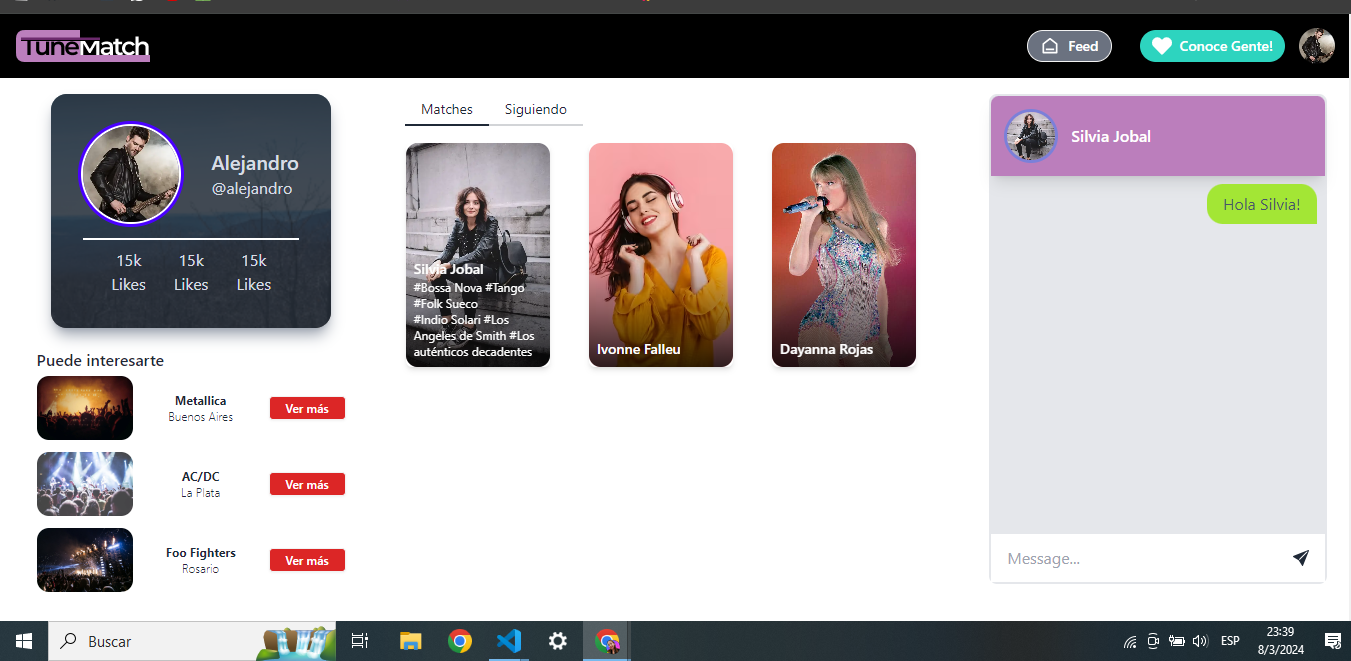 TuneMatch
Feed
Conoce Gente!
Alejandro
@alejandro
15k
Likes
15k
Likes
15k
Likes
Puede interesarte
Metallica
Buenos Aires
Ver más
AC/DC
La Plata
Ver más
Foo Fighters
Rosario
Ver más
Matches
Siguiendo
Silvia Jobal
#Bossa Nova #Tango
#Folk Sueco
#Indio Solari #Los
Angeles de Smith #Los
auténticos decadentes
Ivonne Falleu
Dayanna Rojas
Silvia Jobal
Hola Silvia!
Message...
Buscar
ESP
23:39
8/3/2024